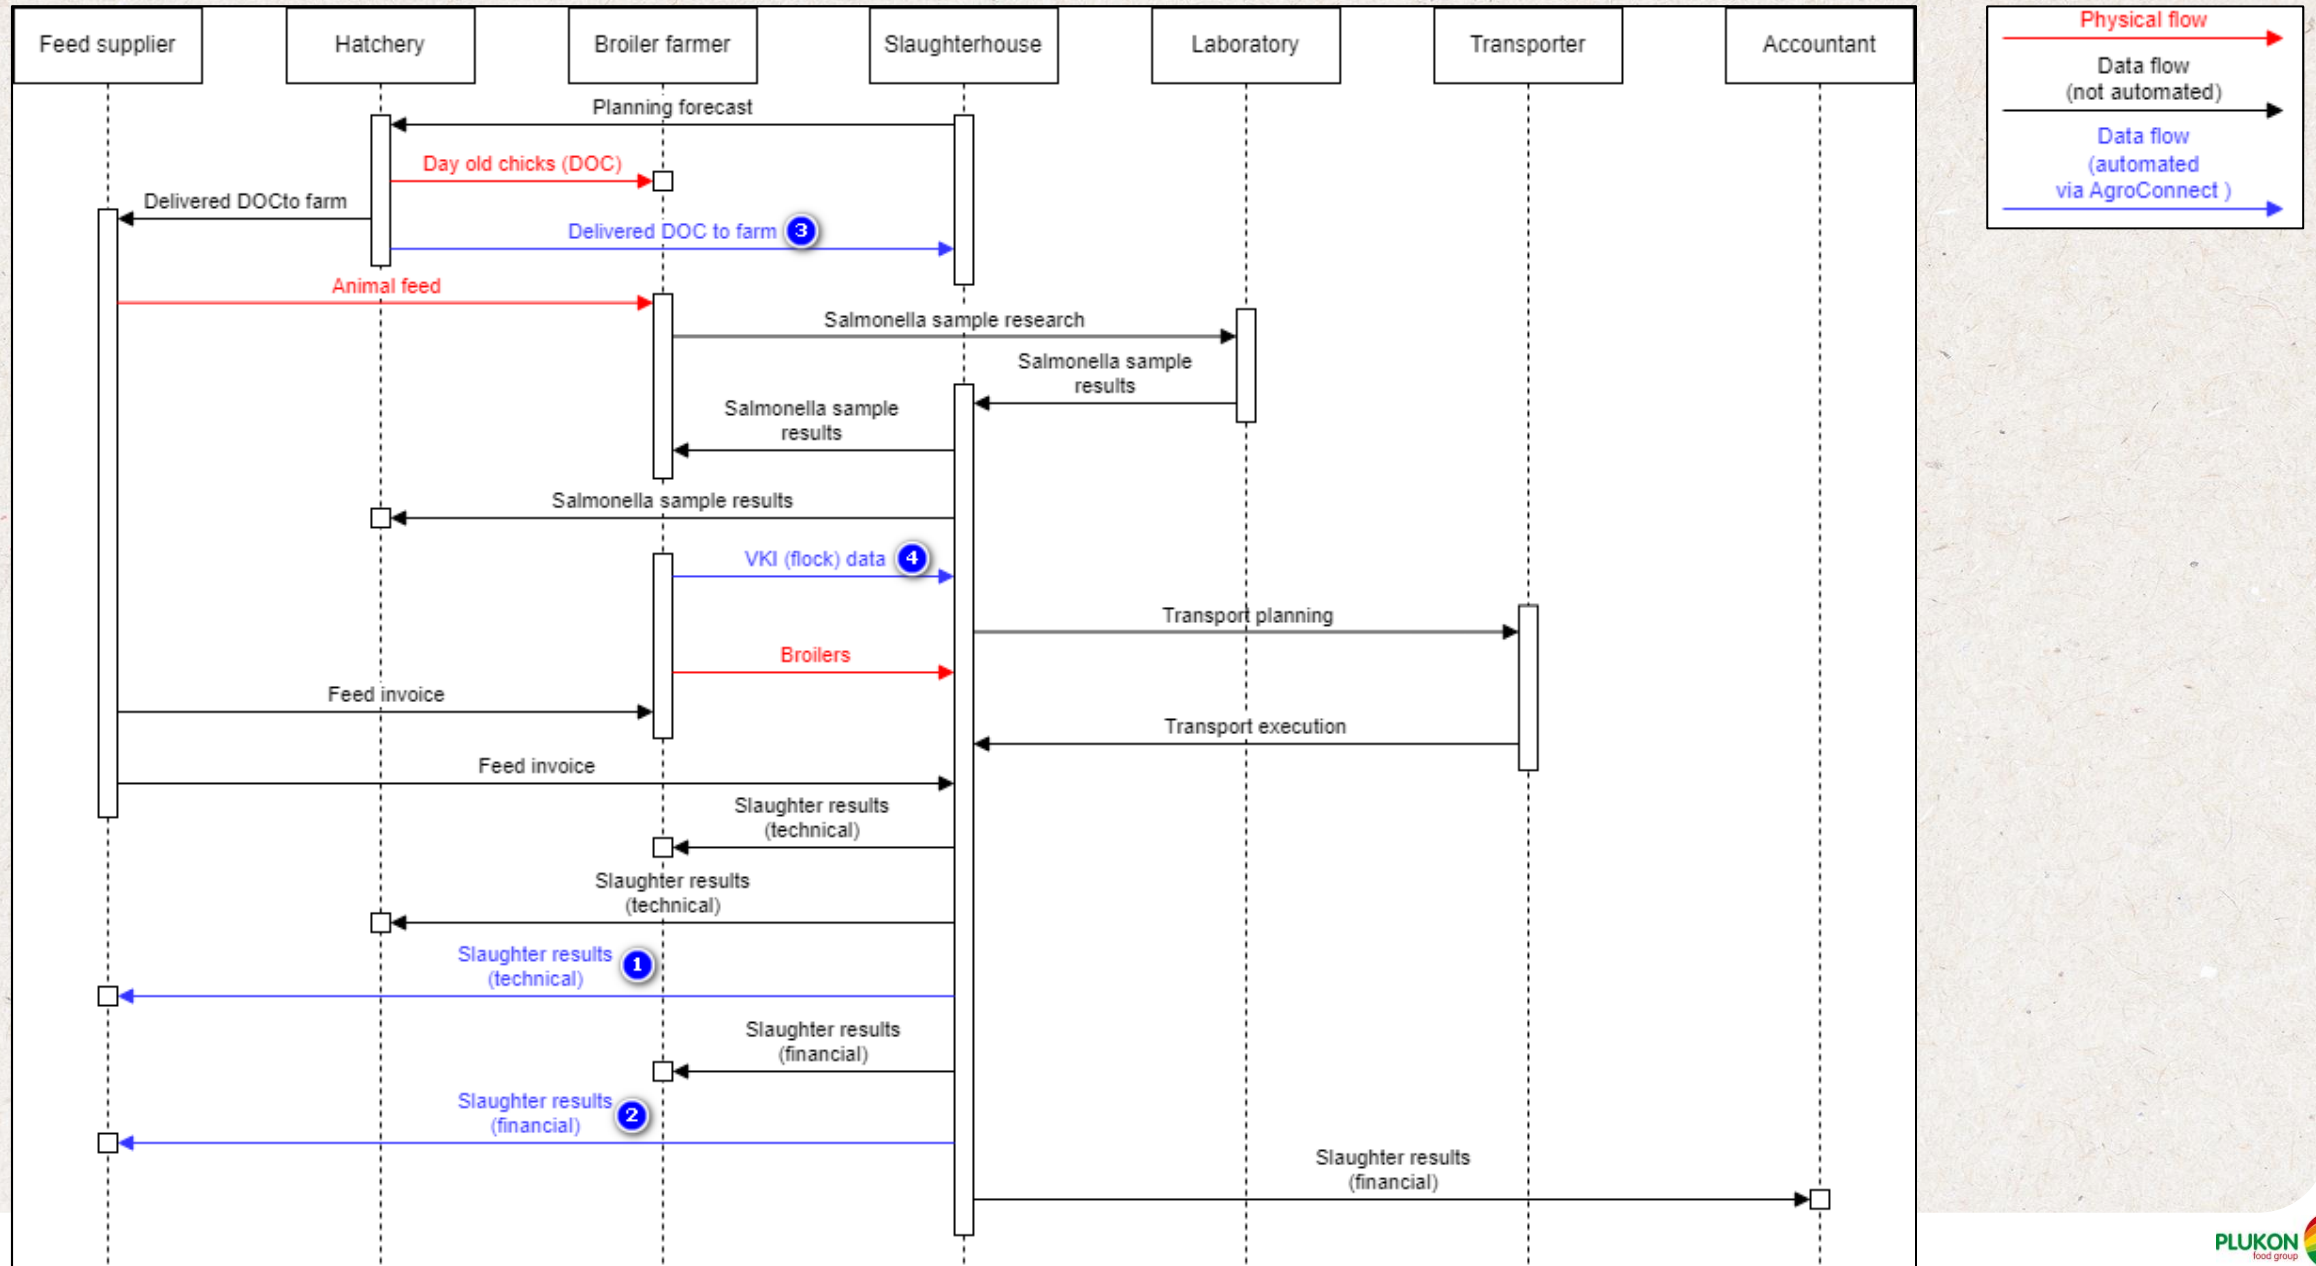 Feed supplier
Hatchery
Broiler farmer
Slaughterhouse
Laboratory
Transporter
Accountant
Physical flow
Data flow
(not automated)
Data flow
(automated
via AgroConnect )
Planning forecast
Day old chicks (DOC)
Delivered DOCto farm
Delivered DOC to farm
3
Animal feed
Salmonella sample research
Salmonella sample
results
Salmonella sample
results
Salmonella sample results
VKI (flock) data
4
Transport planning
Broilers
Feed invoice
Transport execution
Feed invoice
Slaughter results
(technical)
Slaughter results
(technical)
Slaughter results
(technical)
1
Slaughter results
(financial)
Slaughter results
(financial)
2
Slaughter results
(financial)
PLUKON
food group